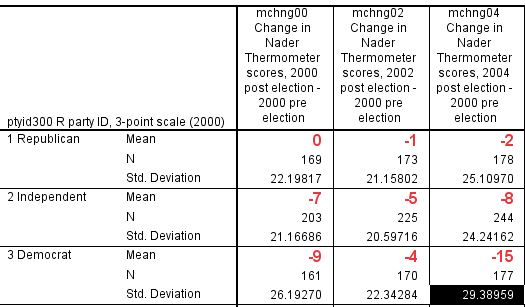 mchng00 mchng02 mchng04
Change in Change in Change in
Nader Nader Nader
Thermometer Thermometer Thermometer
scores, 2000 scores, 2002 scores, 2004
post election - post election - post election -
2000 pre 2000 pre 2000 pre
ptyid300 R party ID, 3-point scale (2000) election election election
1 Republican Mean 0 -1 -2
N 169 173 178
Std. Deviation 22.19817 21.15802 25.10970
2 Independent Mean -7 -5 -8
N 203 225 244
Std. Deviation 21.16686 20.59716 24.24162
3 Democrat Mean -9 -4 -15
N 161 170 177
Std. Deviation 26.19270 22.34284 29.38959